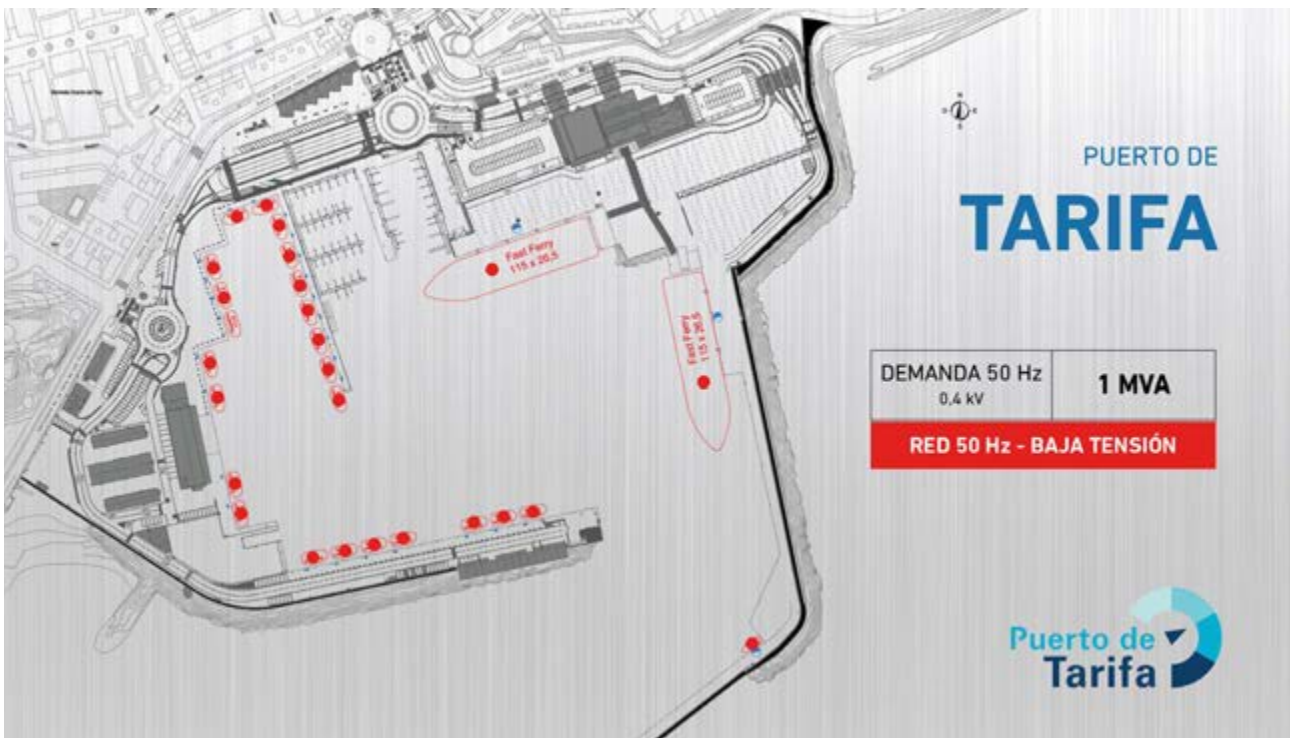 PUERTO DE
TARIFA
Fast Ferry
115 x 26,5
Fast Ferry
115 x 26,5
DEMANDA 50 Hz
0,4 kV
1 MVA
RED 50 Hz - BAJA TENSIÓN
Puerto de
Tarifa